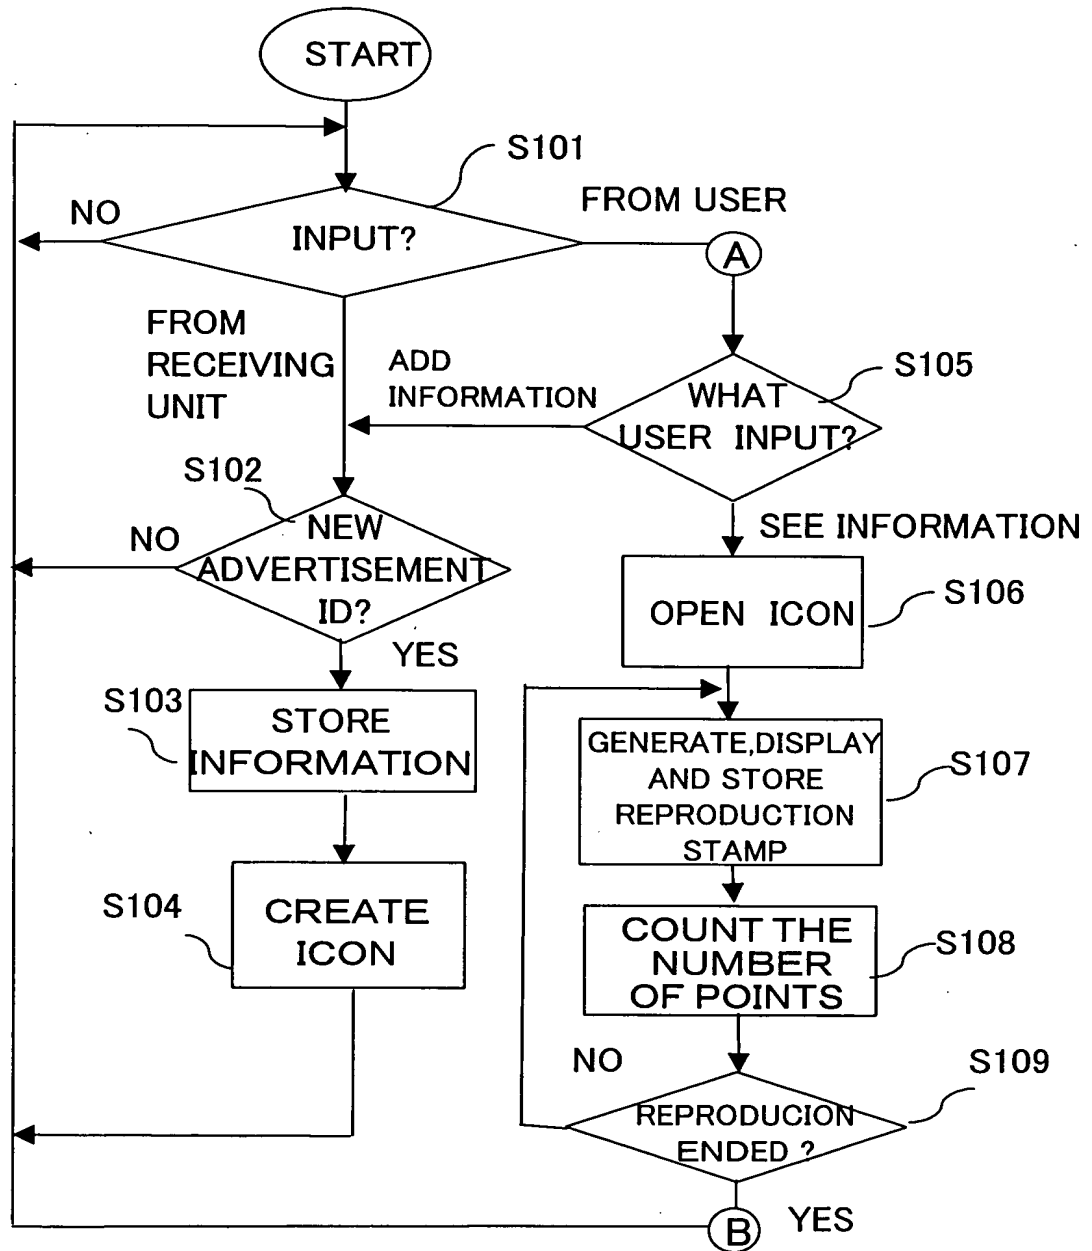 START
S101
NO
FROM USER
INPUT?
A
FROM
RECEIVING
UNIT
ADD
INFORMATION
S105
WHAT
USER INPUT?
S102
NO
NEW
ADVERTISEMENT
ID?
SEE INFORMATION
YES
S106
OPEN ICON
S103
STORE
INFORMATION
GENERATE,DISPLAY
AND STORE
REPRODUCTION
STAMP
S107
S104
CREATE
ICON
COUNT THE
NUMBER
OF POINTS
S108
NO
S109
REPRODUCION
ENDED ?
B
YES